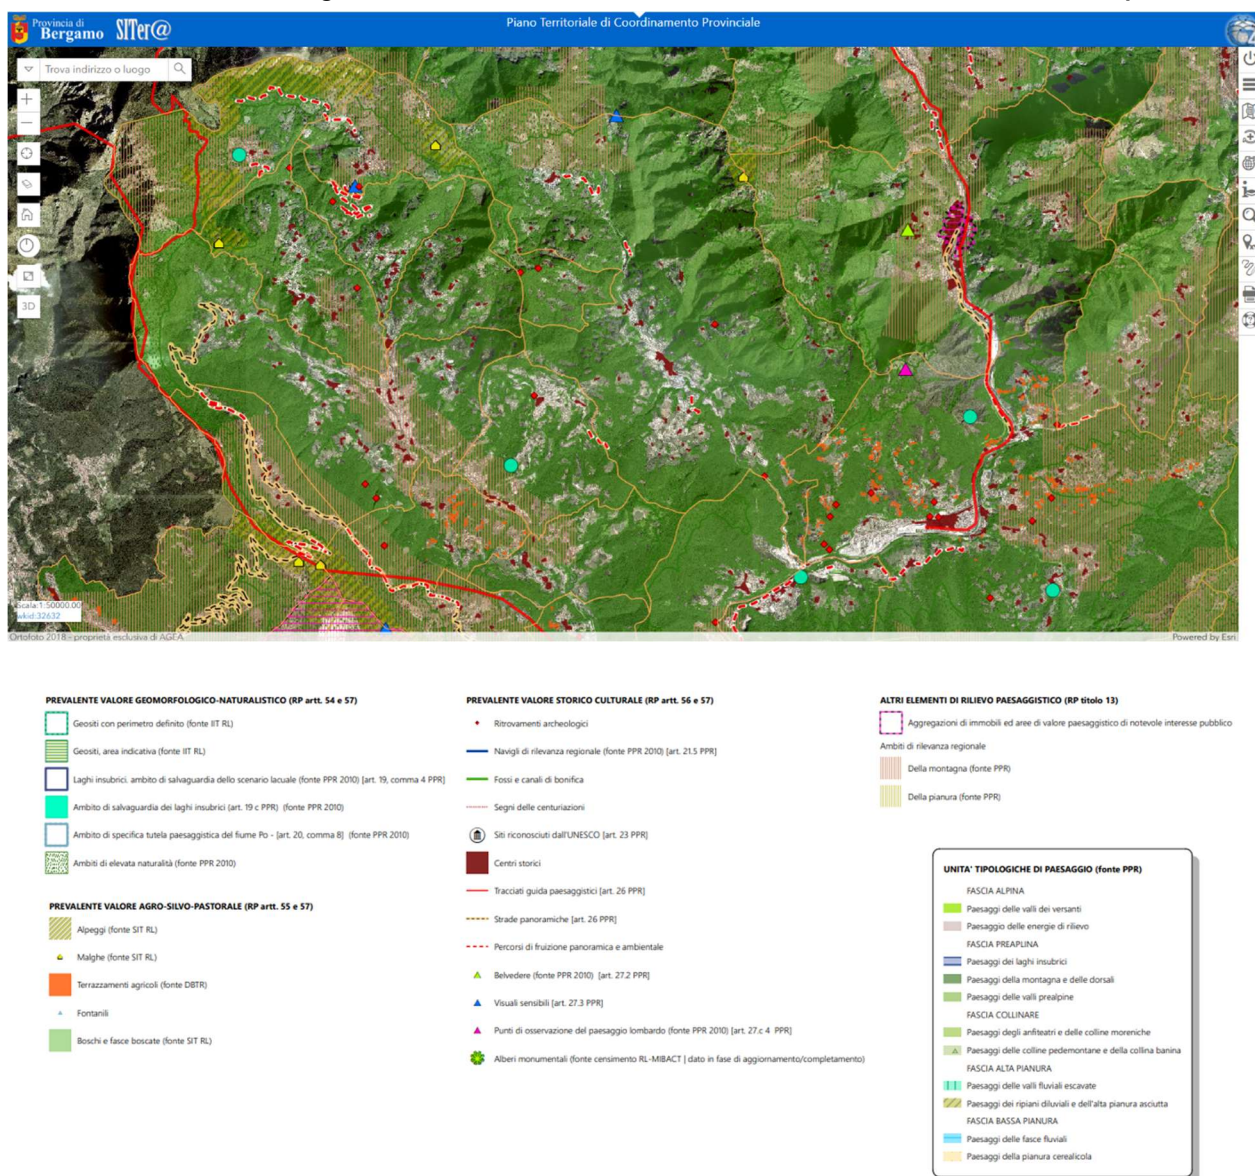 Provincia di
Bergamo SITer@
Piano Territoriale di Coordinamento Provinciale
Trova indirizzo o luogo
3D
Scala:1:50000.00
wkid:32632
Ortofoto 2018 - proprietà esclusiva di AGEA
Powered by Esri
PREVALENTE VALORE GEOMORFOLOGICO-NATURALISTICO (RP artt. 54 e 57)
Geositi con perimetro definito (fonte IIT RL)
Geositi, area indicativa (fonte IIT RL)
Laghi insubrici. ambito di salvaguardia dello scenario lacuale (fonte PPR 2010) [art. 19, comma 4 PPR]
Ambito di salvaguardia dei laghi insubrici (art. 19 c PPR) (fonte PPR 2010)
Ambito di specifica tutela paesaggistica del fiume Po - [art. 20, comma 8] (fonte PPR 2010)
Ambiti di elevata naturalità (fonte PPR 2010)
PREVALENTE VALORE AGRO-SILVO-PASTORALE (RP artt. 55 e 57)
Alpeggi (fonte SIT RL)
Malghe (fonte SIT RL)
Terrazzamenti agricoli (fonte DBTR)
Fontanili
Boschi e fasce boscate (fonte SIT RL)
PREVALENTE VALORE STORICO CULTURALE (RP artt. 56 e 57)
Ritrovamenti archeologici
Navigli di rilevanza regionale (fonte PPR 2010) [art. 21.5 PPR]
Fossi e canali di bonifica
Segni delle centuriazioni
Siti riconosciuti dall'UNESCO [art. 23 PPR]
Centri storici
Tracciati guida paesaggistici [art. 26 PPR]
Strade panoramiche [art. 26 PPR]
Percorsi di fruizione panoramica e ambientale
Belvedere (fonte PPR 2010) [art. 27.2 PPR]
Visuali sensibili [art. 27.3 PPR]
Punti di osservazione del paesaggio lombardo (fonte PPR 2010) [art. 27.c 4 PPR]
Alberi monumentali (fonte censimento RL-MIBACT | dato in fase di aggiornamento/completamento)
ALTRI ELEMENTI DI RILIEVO PAESAGGISTICO (RP titolo 13)
Aggregazioni di immobili ed aree di valore paesaggistico di notevole interesse pubblico
Ambiti di rilevanza regionale
Della montagna (fonte PPR)
Della pianura (fonte PPR)
UNITA' TIPOLOGICHE DI PAESAGGIO (fonte PPR)
FASCIA ALPINA
Paesaggi delle valli dei versanti
Paesaggio delle energie di rilievo
FASCIA PREAPLINA
Paesaggi dei laghi insubrici
Paesaggi della montagna e delle dorsali
Paesaggi delle valli prealpine
FASCIA COLLINARE
Paesaggi degli anfiteatri e delle colline moreniche
Paesaggi delle colline pedemontane e della collina banina
FASCIA ALTA PIANURA
Paesaggi delle valli fluviali escavate
Paesaggi dei ripiani diluviali e dell'alta pianura asciutta
FASCIA BASSA PIANURA
Paesaggi delle fasce fluviali
Paesaggi della pianura cerealicola